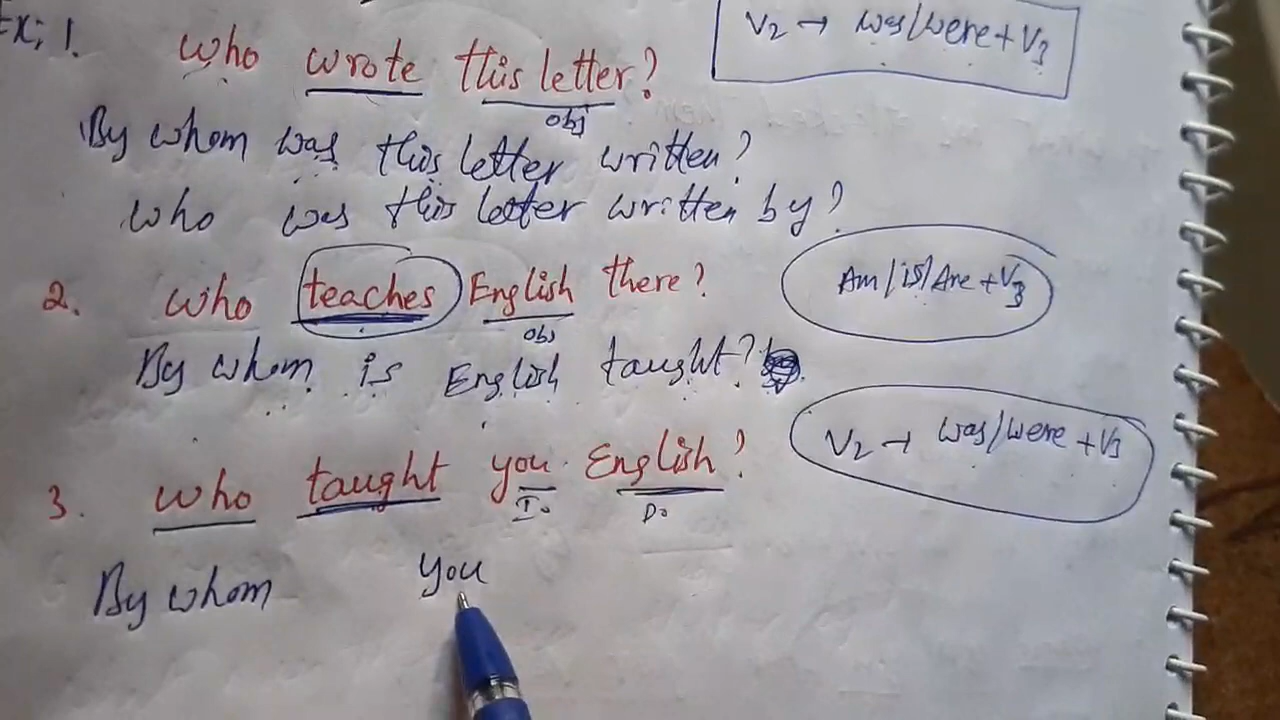 Ex; 1.
Who wrote this letter?
obj
V₂ → was/were + V₃
By whom was this letter written?
who was this letter written by?
2. who teaches English there?
obj
Am/is/Are + V₃
By whom is English taught?
3. who taught you English?
I.
D.
V₂ → was/were + V₃
By whom you